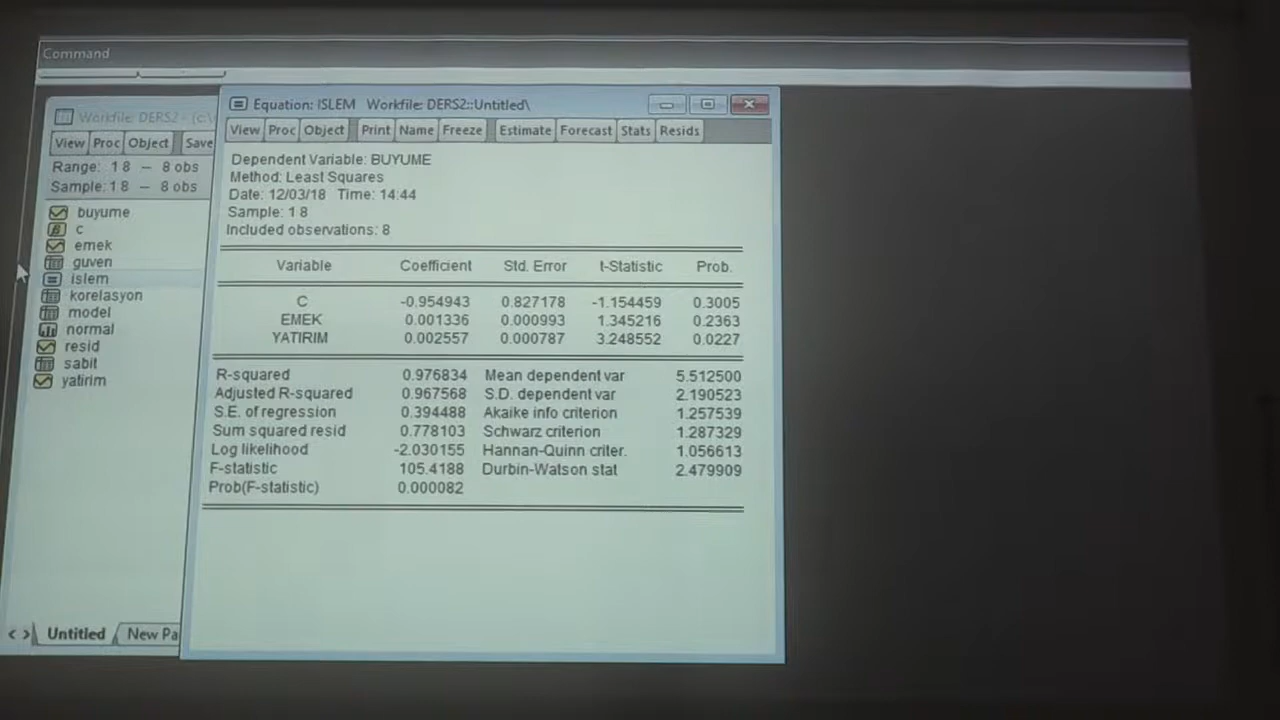 Command
Workfile: DERS2 - (c:\
View Proc Object Save
Range: 1 8 – 8 obs
Sample: 1 8 – 8 obs
buyume
c
emek
guven
islem
korelasyon
model
normal
resid
sabit
yatirim
< > Untitled New Pa
Equation: ISLEM Workfile: DERS2::Untitled\
View Proc Object Print Name Freeze Estimate Forecast Stats Resids
Dependent Variable: BUYUME
Method: Least Squares
Date: 12/03/18 Time: 14:44
Sample: 1 8
Included observations: 8
Variable Coefficient Std. Error t-Statistic Prob.
C -0.954943 0.827178 -1.154459 0.3005
EMEK 0.001336 0.000993 1.345216 0.2363
YATIRIM 0.002557 0.000787 3.248552 0.0227
R-squared 0.976834 Mean dependent var 5.512500
Adjusted R-squared 0.967568 S.D. dependent var 2.190523
S.E. of regression 0.394488 Akaike info criterion 1.257539
Sum squared resid 0.778103 Schwarz criterion 1.287329
Log likelihood -2.030155 Hannan-Quinn criter. 1.056613
F-statistic 105.4188 Durbin-Watson stat 2.479909
Prob(F-statistic) 0.000082